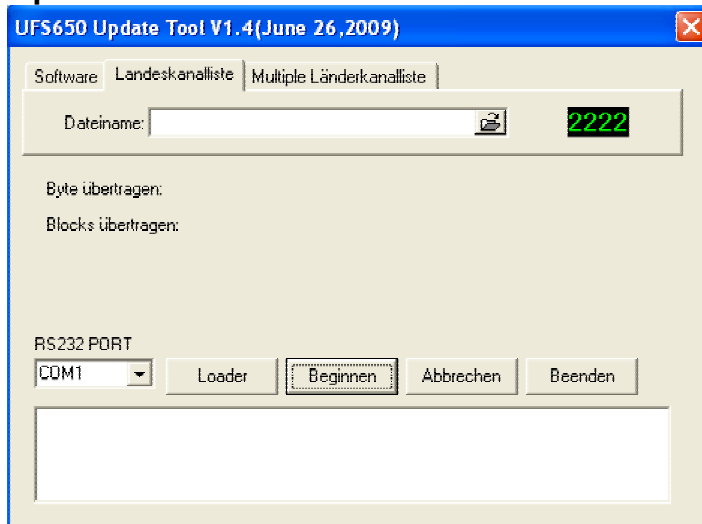 UFS650 Update Tool V1.4(June 26,2009)
Software Landeskanalliste Multiple Länderkanalliste
Dateiname: 2222
Byte übertragen:
Blocks übertragen:
RS232 PORT
COM1 Loader Beginnen Abbrechen Beenden